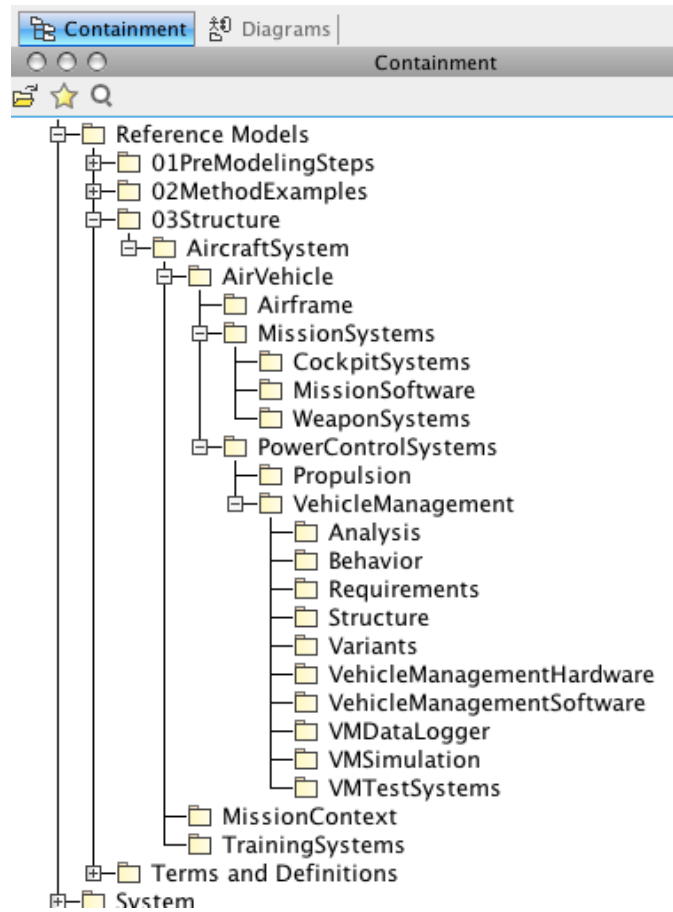 Containment Diagrams
Containment
Reference Models
01PreModelingSteps
02MethodExamples
03Structure
AircraftSystem
AirVehicle
Airframe
MissionSystems
CockpitSystems
MissionSoftware
WeaponSystems
PowerControlSystems
Propulsion
VehicleManagement
Analysis
Behavior
Requirements
Structure
Variants
VehicleManagementHardware
VehicleManagementSoftware
VMDataLogger
VMSimulation
VMTestSystems
MissionContext
TrainingSystems
Terms and Definitions
System